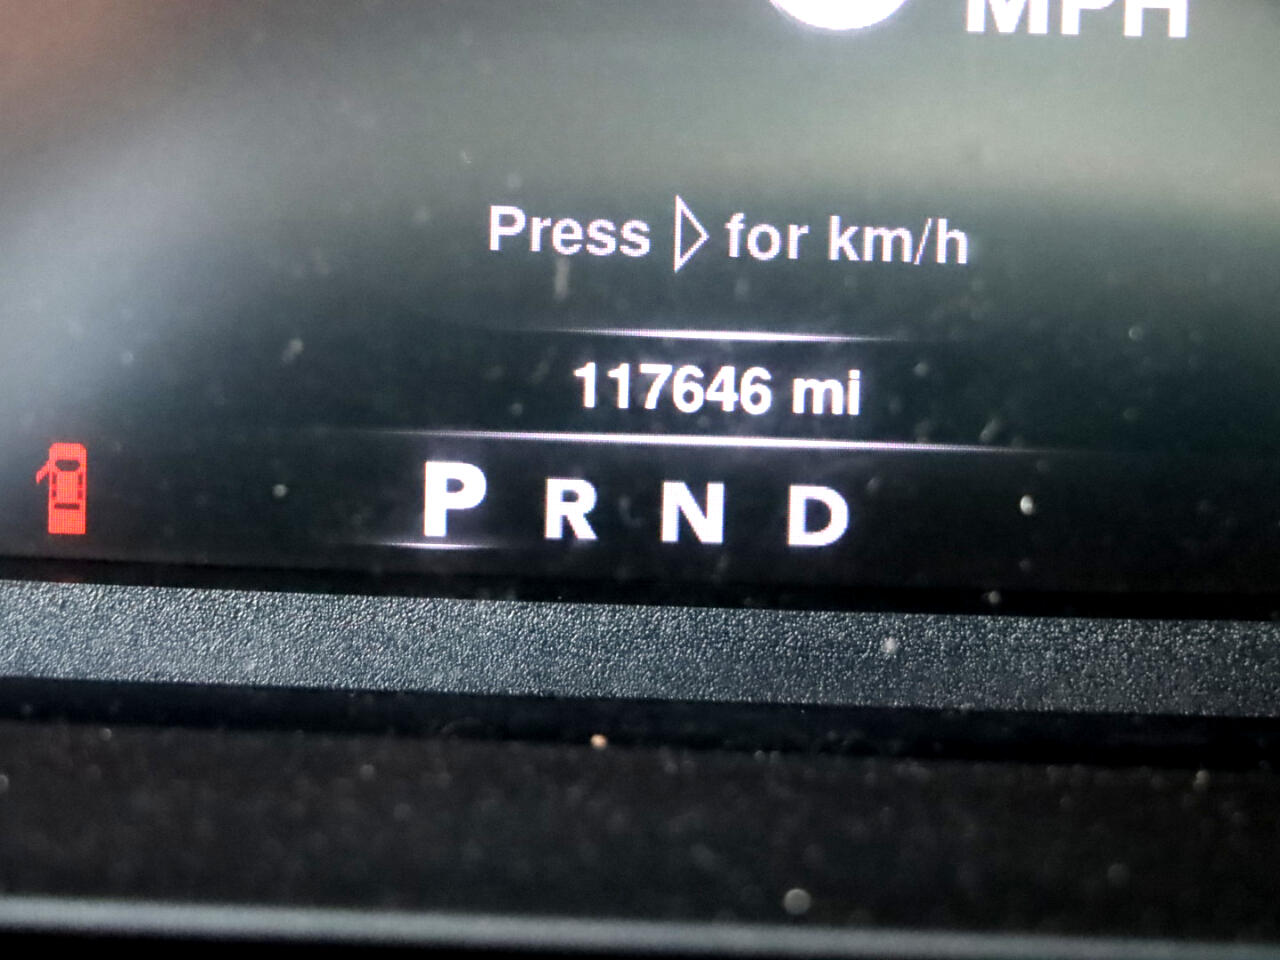 MPH
Press ▷ for km/h
117646 mi
P R N D